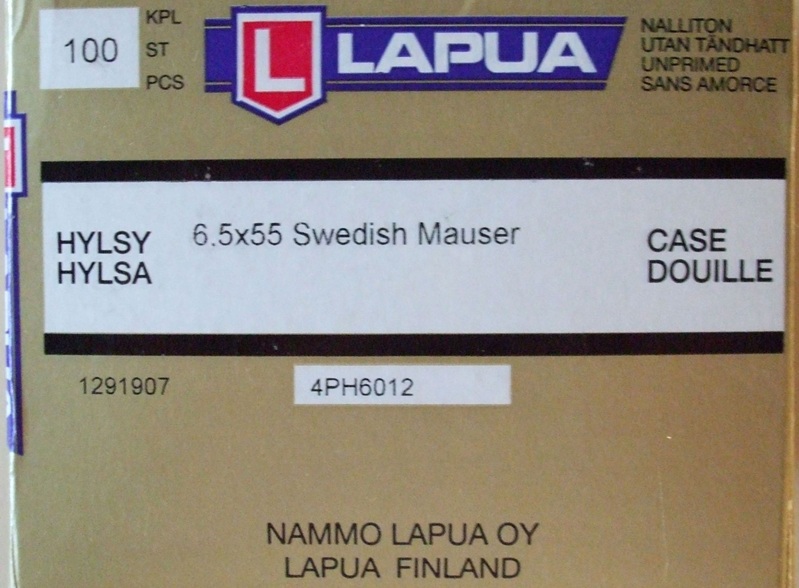 100
KPL
ST
PCS
L LAPUA
NALLITON
UTAN TÄNDHATT
UNPRIMED
SANS AMORCE
HYLSY
HYLSA
6.5x55 Swedish Mauser
CASE
DOUILLE
1291907
4PH6012
NAMMO LAPUA OY
LAPUA FINLAND